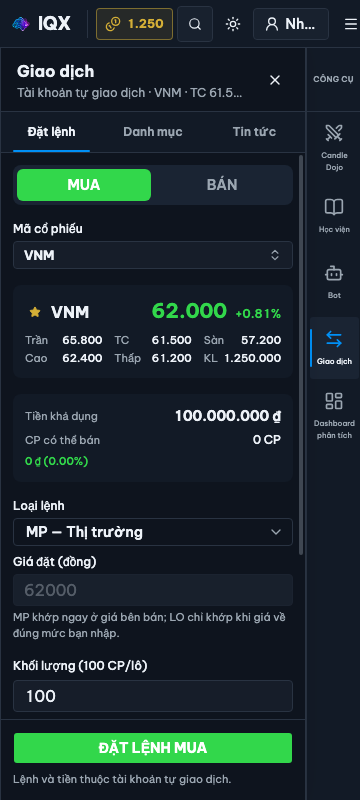 IQX
1.250
Nh...
Giao dịch
Tài khoản tự giao dịch · VNM · TC 61.5...
CÔNG CỤ
Đặt lệnh
Danh mục
Tin tức
Candle
Dojo
MUA
BÁN
Học viện
Mã cổ phiếu
VNM
Bot
VNM
62.000
+0.81%
Trần 65.800 TC 61.500 Sàn 57.200
Cao 62.400 Thấp 61.200 KL 1.250.000
Giao dịch
Tiền khả dụng 100.000.000 ₫
CP có thể bán 0 CP
0 ₫ (0.00%)
Dashboard
phân tích
Loại lệnh
MP — Thị trường
Giá đặt (đồng)
62000
MP khớp ngay ở giá bên bán; LO chỉ khớp khi giá về
đúng mức bạn nhập.
Khối lượng (100 CP/lô)
100
ĐẶT LỆNH MUA
Lệnh và tiền thuộc tài khoản tự giao dịch.